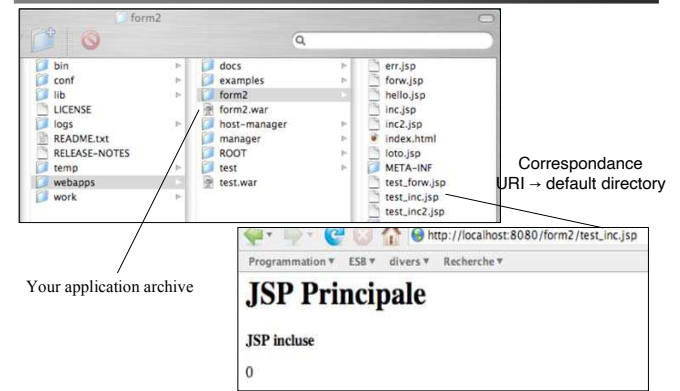 form2
bin
conf
lib
LICENSE
logs
README.txt
RELEASE-NOTES
temp
webapps
work
docs
examples
form2
form2.war
host-manager
manager
ROOT
test
test.war
err.jsp
forw.jsp
hello.jsp
inc.jsp
inc2.jsp
index.html
loto.jsp
META-INF
test_forw.jsp
test_inc.jsp
test_inc2.jsp
Correspondance
URI → default directory
Your application archive
http://localhost:8080/form2/test_inc.jsp
Programmation ESB divers Recherche
JSP Principale
JSP incluse
0